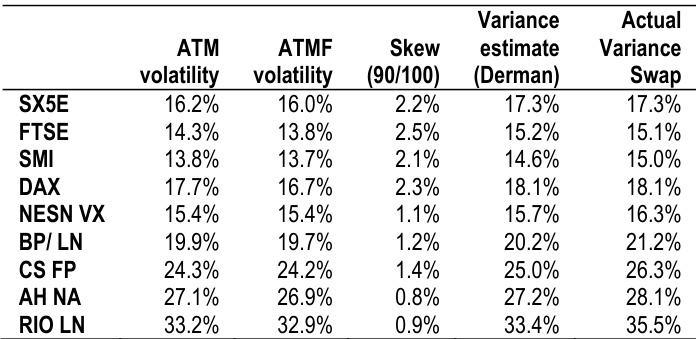 Variance Actual
ATM ATMF Skew estimate Variance
volatility volatility (90/100) (Derman) Swap
SX5E 16.2% 16.0% 2.2% 17.3% 17.3%
FTSE 14.3% 13.8% 2.5% 15.2% 15.1%
SMI 13.8% 13.7% 2.1% 14.6% 15.0%
DAX 17.7% 16.7% 2.3% 18.1% 18.1%
NESN VX 15.4% 15.4% 1.1% 15.7% 16.3%
BP/ LN 19.9% 19.7% 1.2% 20.2% 21.2%
CS FP 24.3% 24.2% 1.4% 25.0% 26.3%
AH NA 27.1% 26.9% 0.8% 27.2% 28.1%
RIO LN 33.2% 32.9% 0.9% 33.4% 35.5%